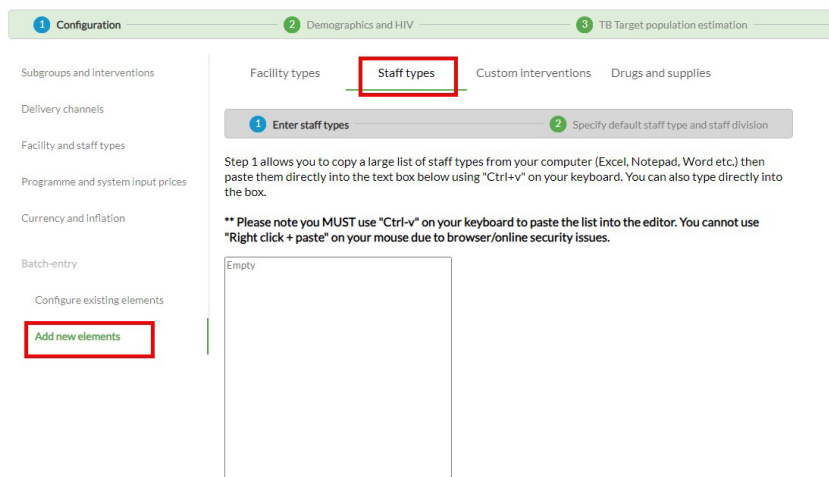 1 Configuration 2 Demographics and HIV 3 TB Target population estimation
Subgroups and interventions
Delivery channels
Facility and staff types
Programme and system input prices
Currency and inflation
Batch-entry
Configure existing elements
Add new elements
Facility types Staff types Custom interventions Drugs and supplies
1 Enter staff types 2 Specify default staff type and staff division
Step 1 allows you to copy a large list of staff types from your computer (Excel, Notepad, Word etc.) then
paste them directly into the text box below using "Ctrl+v" on your keyboard. You can also type directly into
the box.
** Please note you MUST use "Ctrl-v" on your keyboard to paste the list into the editor. You cannot use
"Right click + paste" on your mouse due to browser/online security issues.
Empty